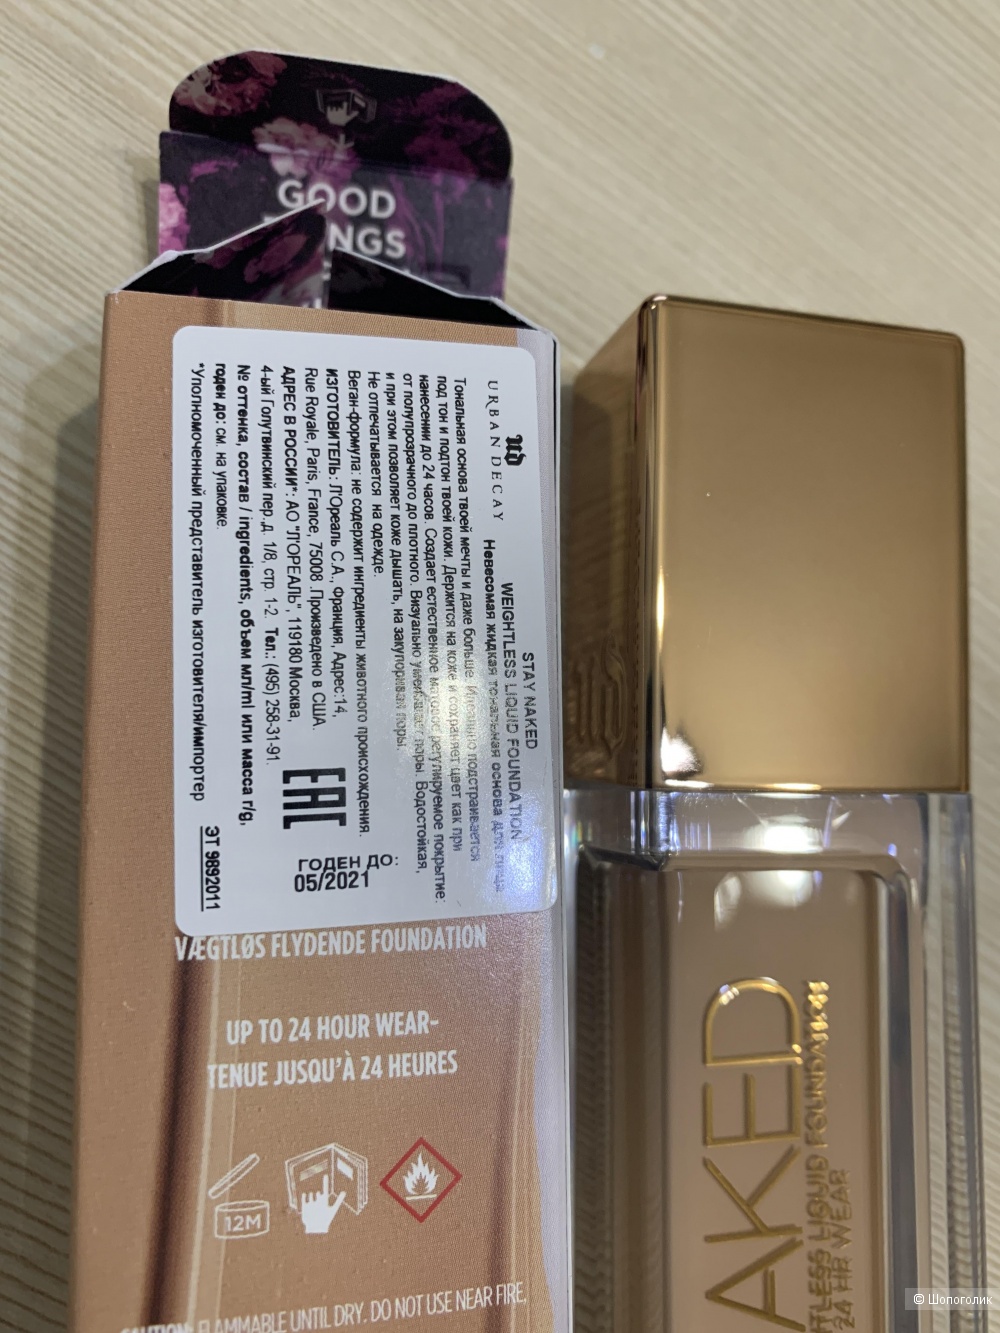 GOOD
URBAN DECAY
STAY NAKED
WEIGHTLESS LIQUID FOUNDATION
Невесомая жидкая тональная основа для лица
Тональная основа твоей мечты и даже больше. Идеально подстраивается
под тон и подтон твоей кожи. Держится на коже и сохраняет цвет как при
нанесении до 24 часов. Создает естественное матовое регулируемое покрытие:
от полупрозрачного до плотного. Визуально уменьшает поры. Водостойкая,
и при этом позволяет коже дышать, на закупоривая поры.
Не отпечатывается на одежде.
Веган-формула: не содержит ингредиенты животного происхождения.
ИЗГОТОВИТЕЛЬ: Л'Ореаль С.А., Франция, Адрес:14,
Rue Royale, Paris, France, 75008 .Произведено в США.
АДРЕС В РОССИИ*: АО "Л'ОРЕАЛЬ", 119180 Москва,
4-ый Голутвинский пер.,д. 1/8, стр. 1-2. Тел.: (495) 258-31-91.
№ оттенка, состав / ingredients, объем мл/ml или масса г/g,
годен до: см. на упаковке.
*Уполномоченный представитель изготовителя/импортер
ЭТ 9892011
EAC
ГОДЕН ДО:
05/2021
VÆGTLØS FLYDENDE FOUNDATION
UP TO 24 HOUR WEAR-
TENUE JUSQU'À 24 HEURES
12M
CAUTION: FLAMMABLE UNTIL DRY. DO NOT USE NEAR FIRE,
AKED
LIQUID FOUNDATION
24 HR WEAR
© Шопоголик